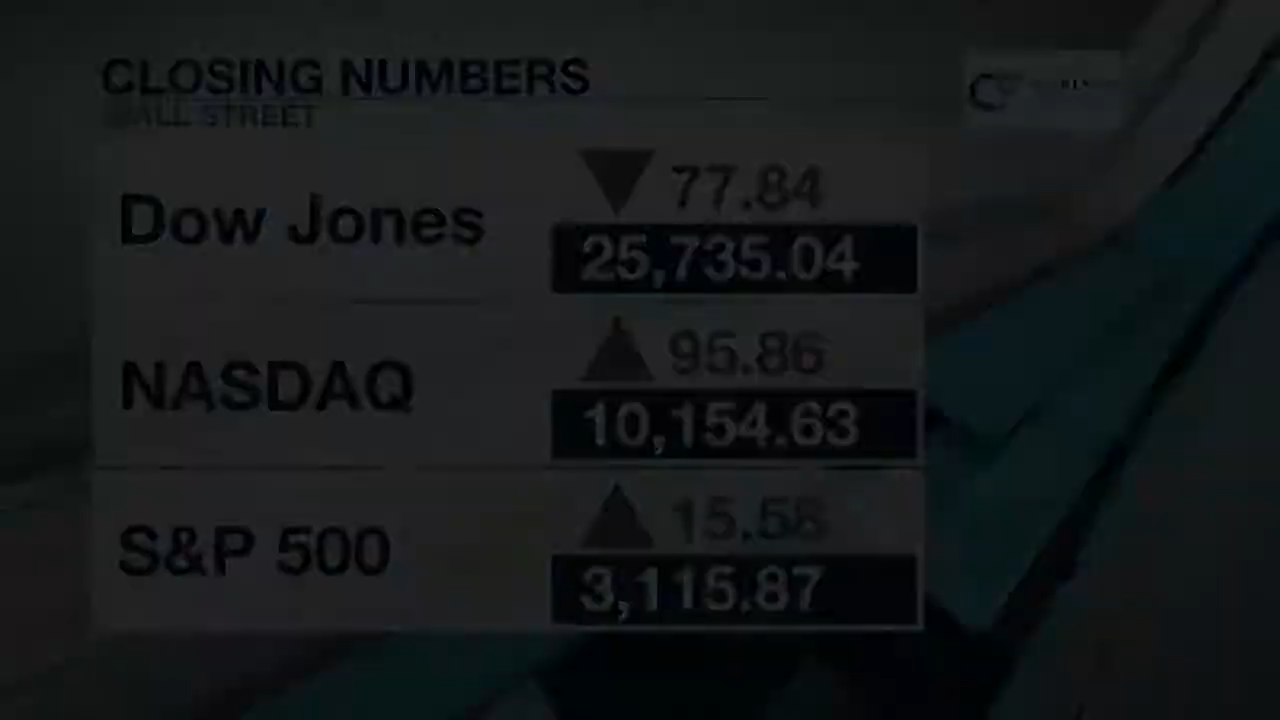 CLOSING NUMBERS
WALL STREET
Dow Jones
▼ 77.84
25,735.04
NASDAQ
▲ 95.86
10,154.63
S&P 500
▲ 15.58
3,115.87